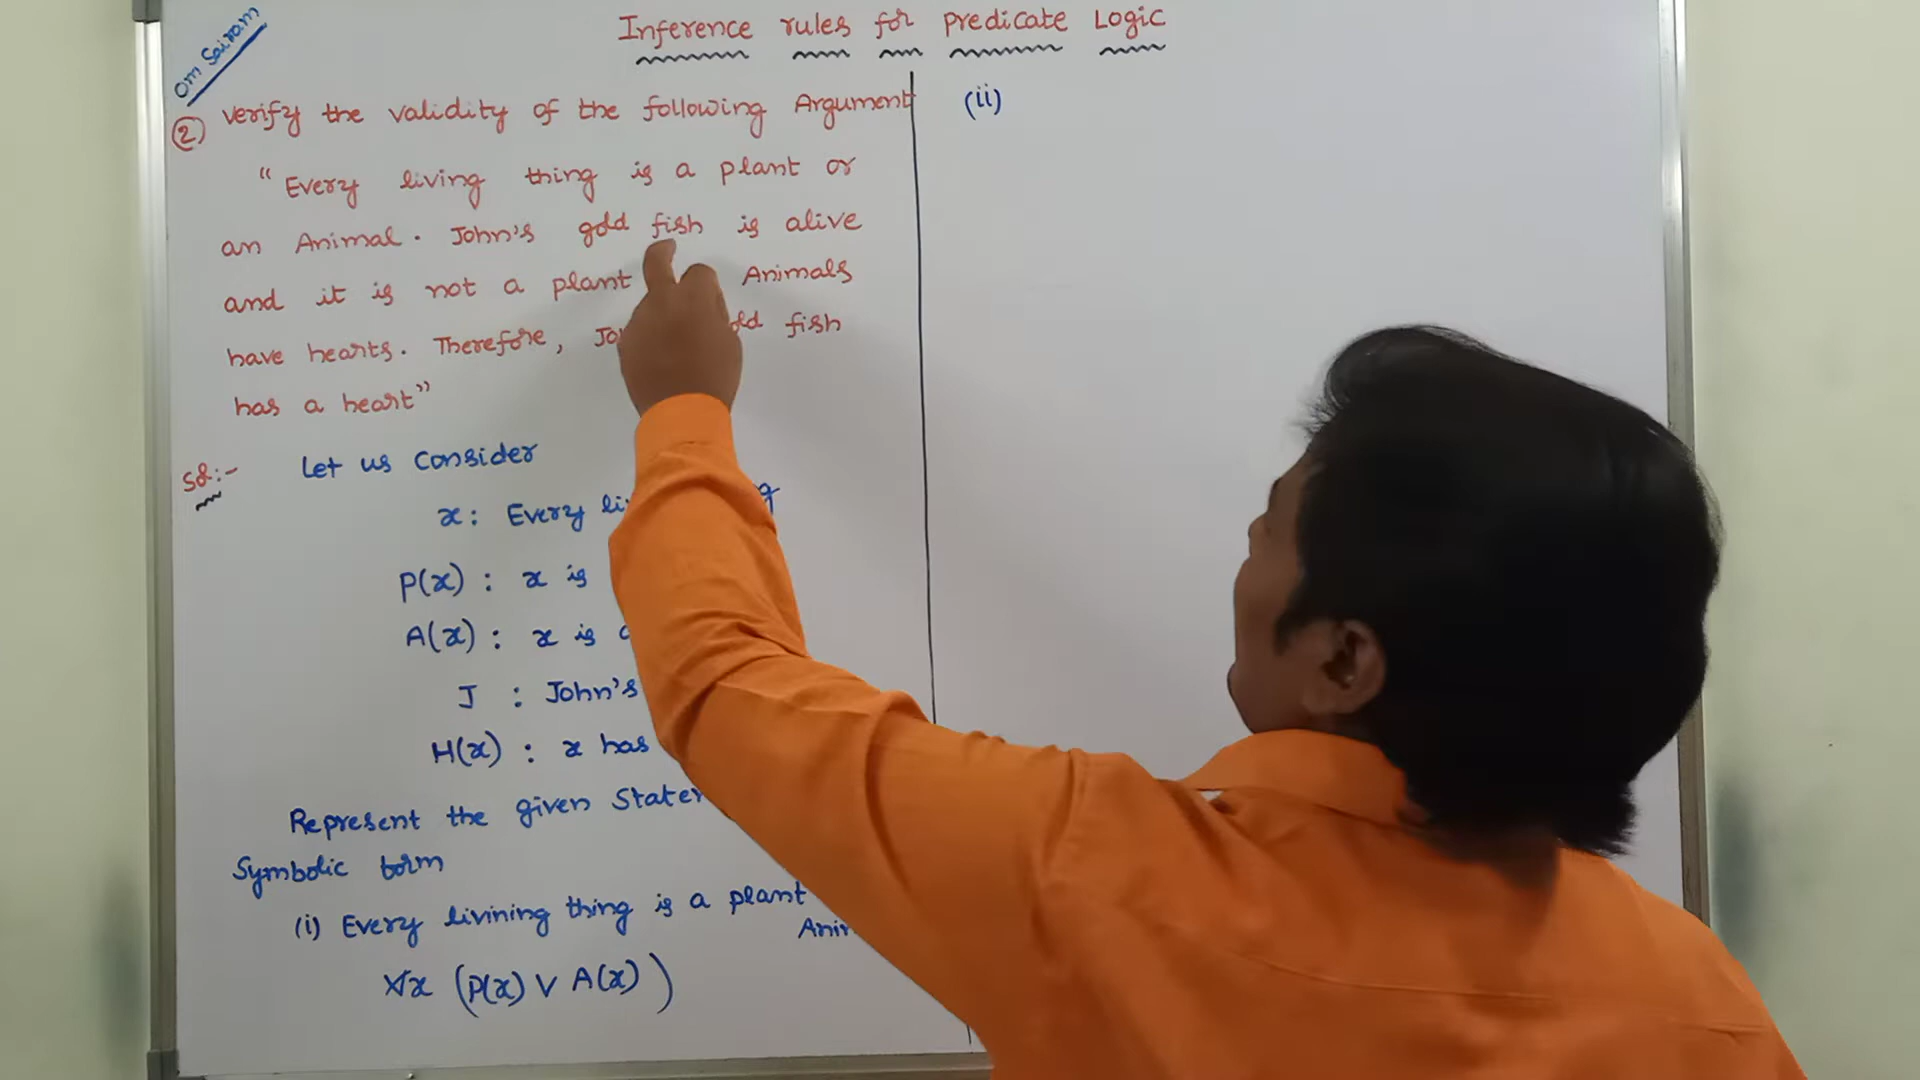 Om Sairam
Inference rules for predicate Logic
(2) verify the validity of the following Argument
"Every living thing is a plant or
an Animal. John's gold fish is alive
and it is not a plant Animals
have hearts. Therefore, fish
has a heart"
Sol:- Let us consider
x: Every
P(x) : x is
A(x) : x is
J : John's
H(x) : x has
Represent the given
Symbolic form
(i) Every livining thing is a plant
∀x (P(x) ∨ A(x))
(ii)